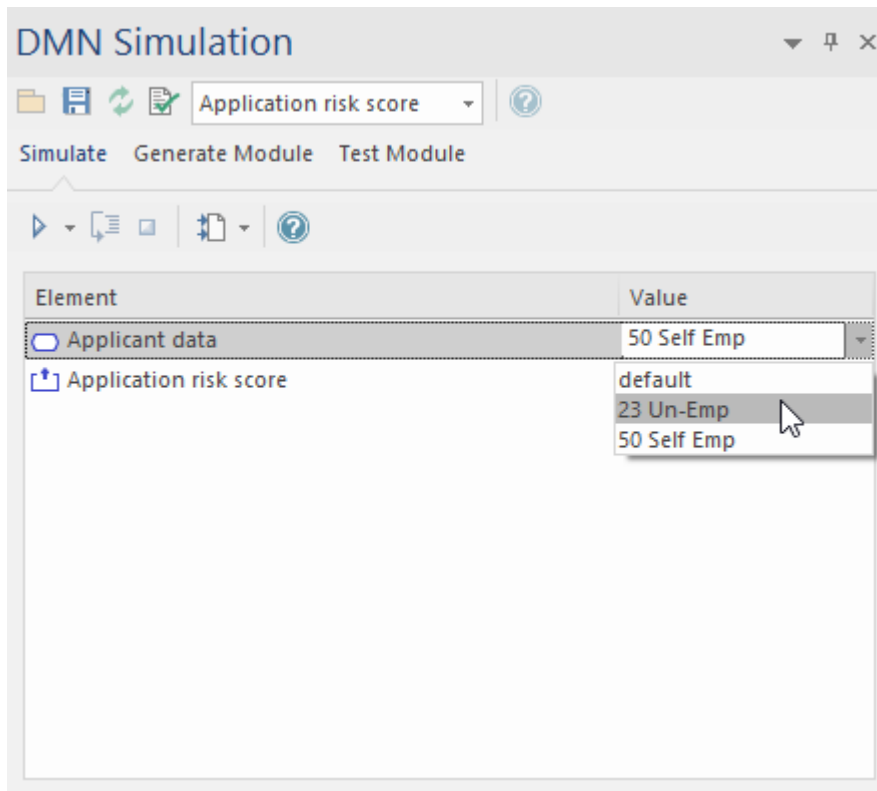 DMN Simulation
Application risk score
Simulate Generate Module Test Module
Element Value
Applicant data 50 Self Emp
Application risk score default
23 Un-Emp
50 Self Emp